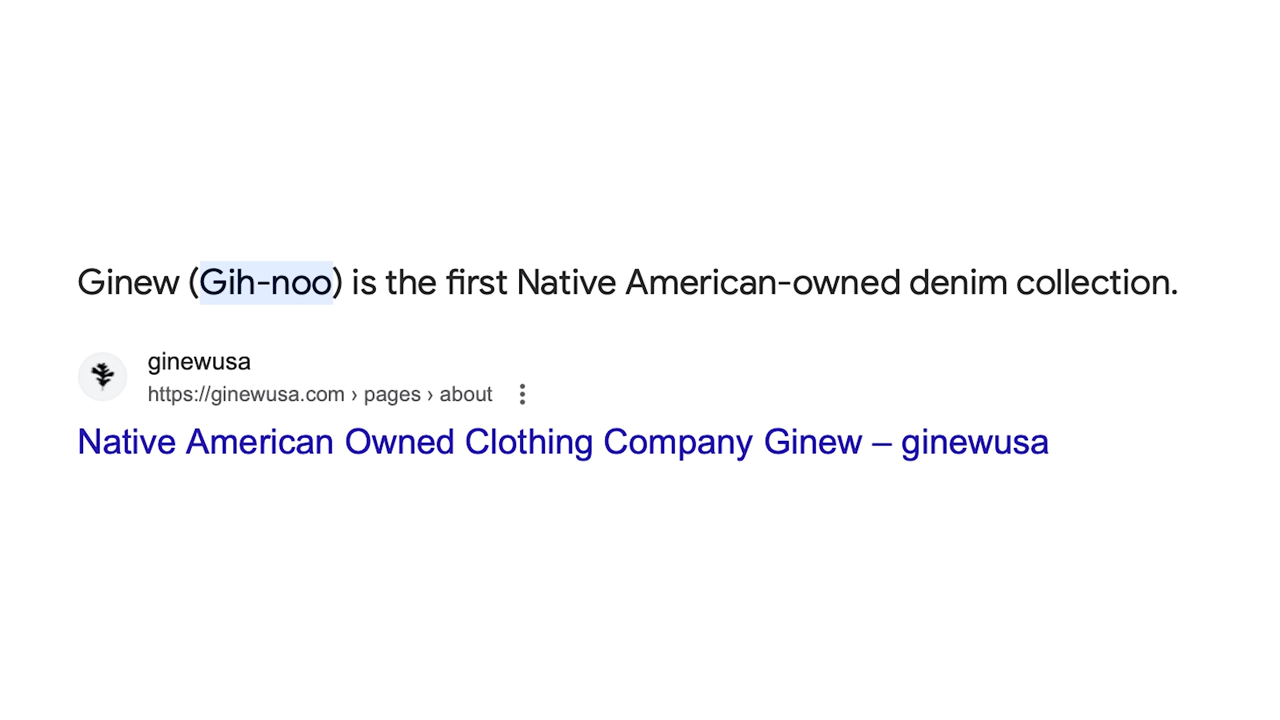 Ginew (Gih-noo) is the first Native American-owned denim collection.
ginewusa
https://ginewusa.com › pages › about
Native American Owned Clothing Company Ginew – ginewusa